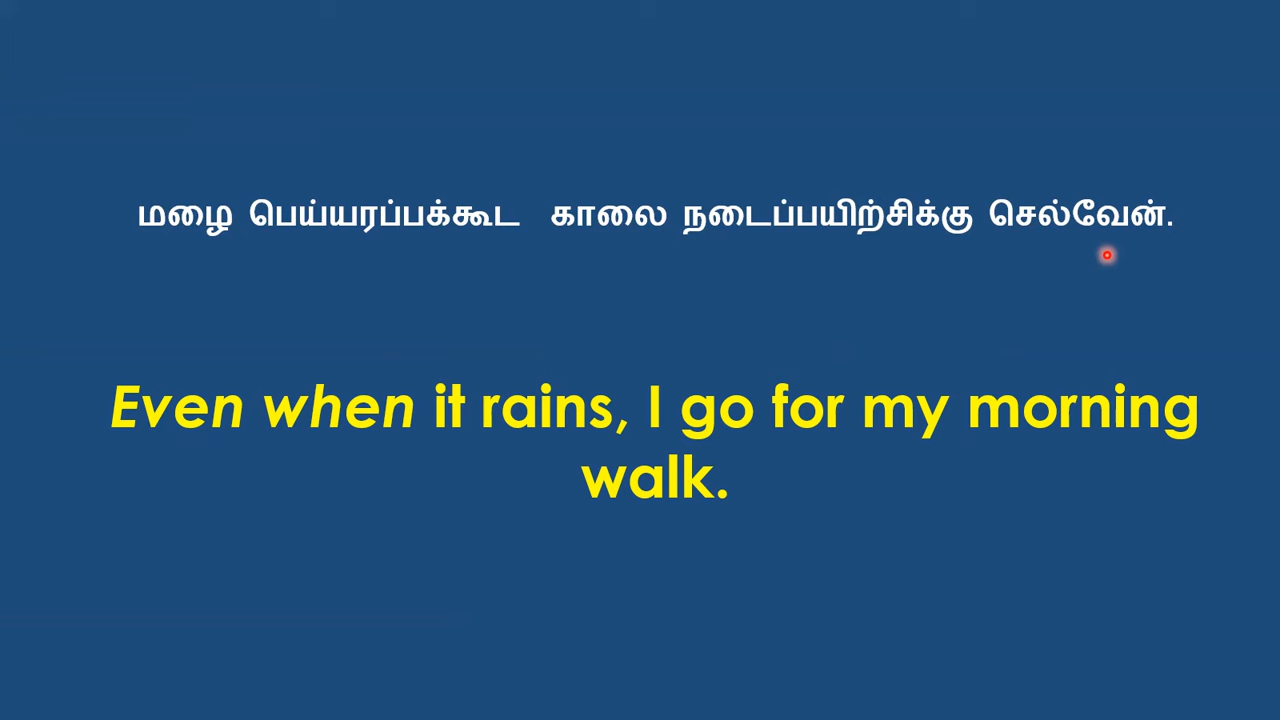 மழை பெய்யரப்பக்கூட காலை நடைப்பயிற்சிக்கு செல்வேன்.
Even when it rains, I go for my morning
walk.